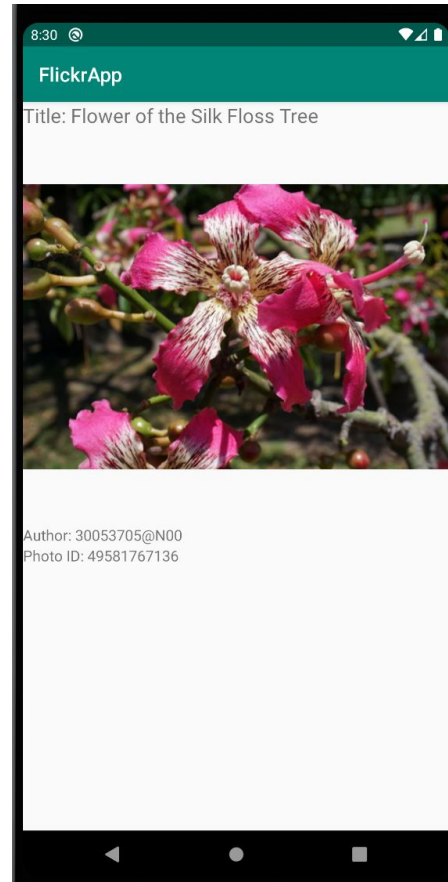 8:30
FlickrApp
Title: Flower of the Silk Floss Tree
Author: 30053705@N00
Photo ID: 49581767136